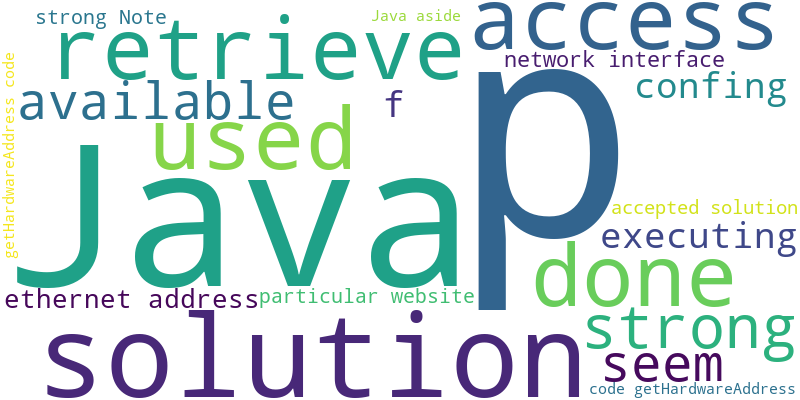 strong Note
Java aside
access
retrieve
network interface
confing
available
f
p
used
getHardwareAddress code
Java
accepted solution
executing
done
ethernet address
particular website
solution
strong
seem
code getHardwareAddress